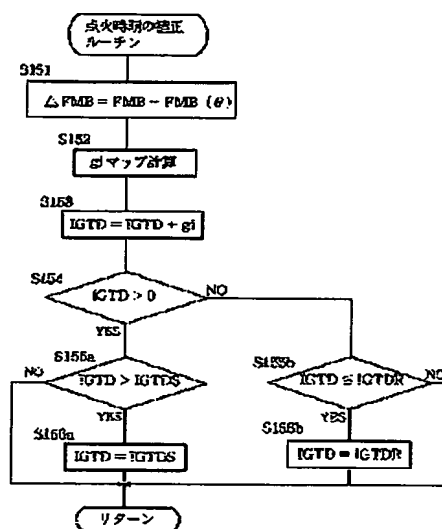 点火時期の補正
ルーチン
S151
△FMB = FMB − FMB (θ)
S152
giマップ計算
S153
IGTD = IGTD + gi
S154
IGTD > 0
NO
YES
S155a
NO
IGTD > IGTDS
YES
S155b
IGTD ≦ IGTDR
NO
YES
S156a
IGTD = IGTDS
S156b
IGTD = IGTDR
リターン